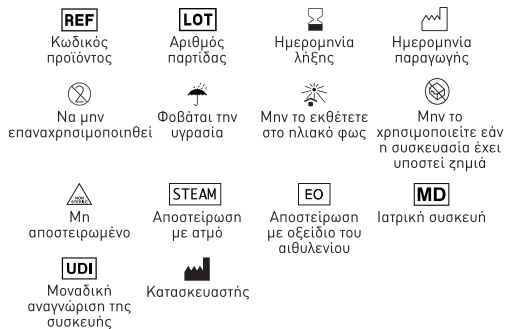 REF
LOT
Κωδικός
προϊόντος
Αριθμός
παρτίδας
Ημερομηνία
λήξης
Ημερομηνία
παραγωγής
2
Να μην
επαναχρησιμοποιηθεί
Φοβάται την
υγρασία
Μην το εκθέτετε
στο ηλιακό φως
Μην το
χρησιμοποιείτε εάν
η συσκευασία έχει
υποστεί ζημιά
NON
STERILE
STEAM
EO
MD
Μη
αποστειρωμένο
Αποστείρωση
με ατμό
Αποστείρωση
με οξείδιο του
αιθυλενίου
Ιατρική συσκευή
UDI
Μοναδική
αναγνώριση της
συσκευής
Κατασκευαστής